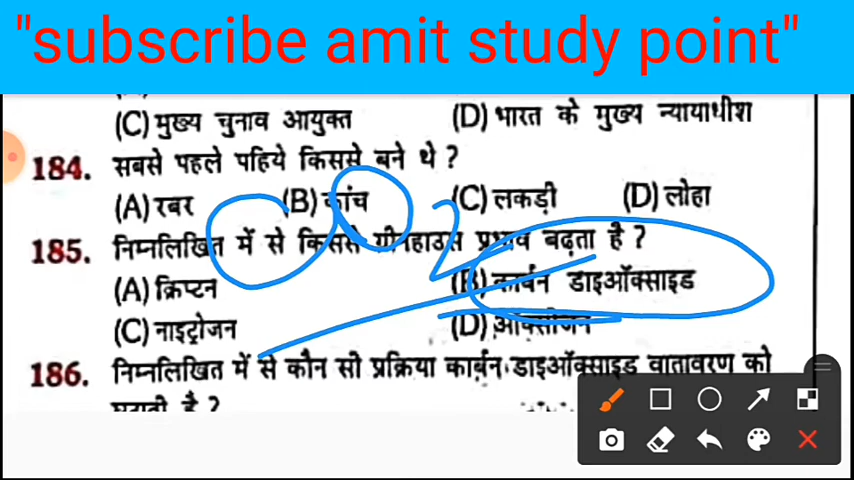 "subscribe amit study point"
(C) मुख्य चुनाव आयुक्त (D) भारत के मुख्य न्यायाधीश
184. सबसे पहले पहिये किससे बने थे ?
(A) रबर (B) कांच (C) लकड़ी (D) लोहा
185. निम्नलिखित में से किससे ग्रीनहाउस प्रभाव बढ़ता है ?
(A) क्रिप्टन (B) कार्बन डाइऑक्साइड
(C) नाइट्रोजन (D) ऑक्सीजन
186. निम्नलिखित में से कौन सी प्रक्रिया कार्बन डाइऑक्साइड वातावरण को
है ?